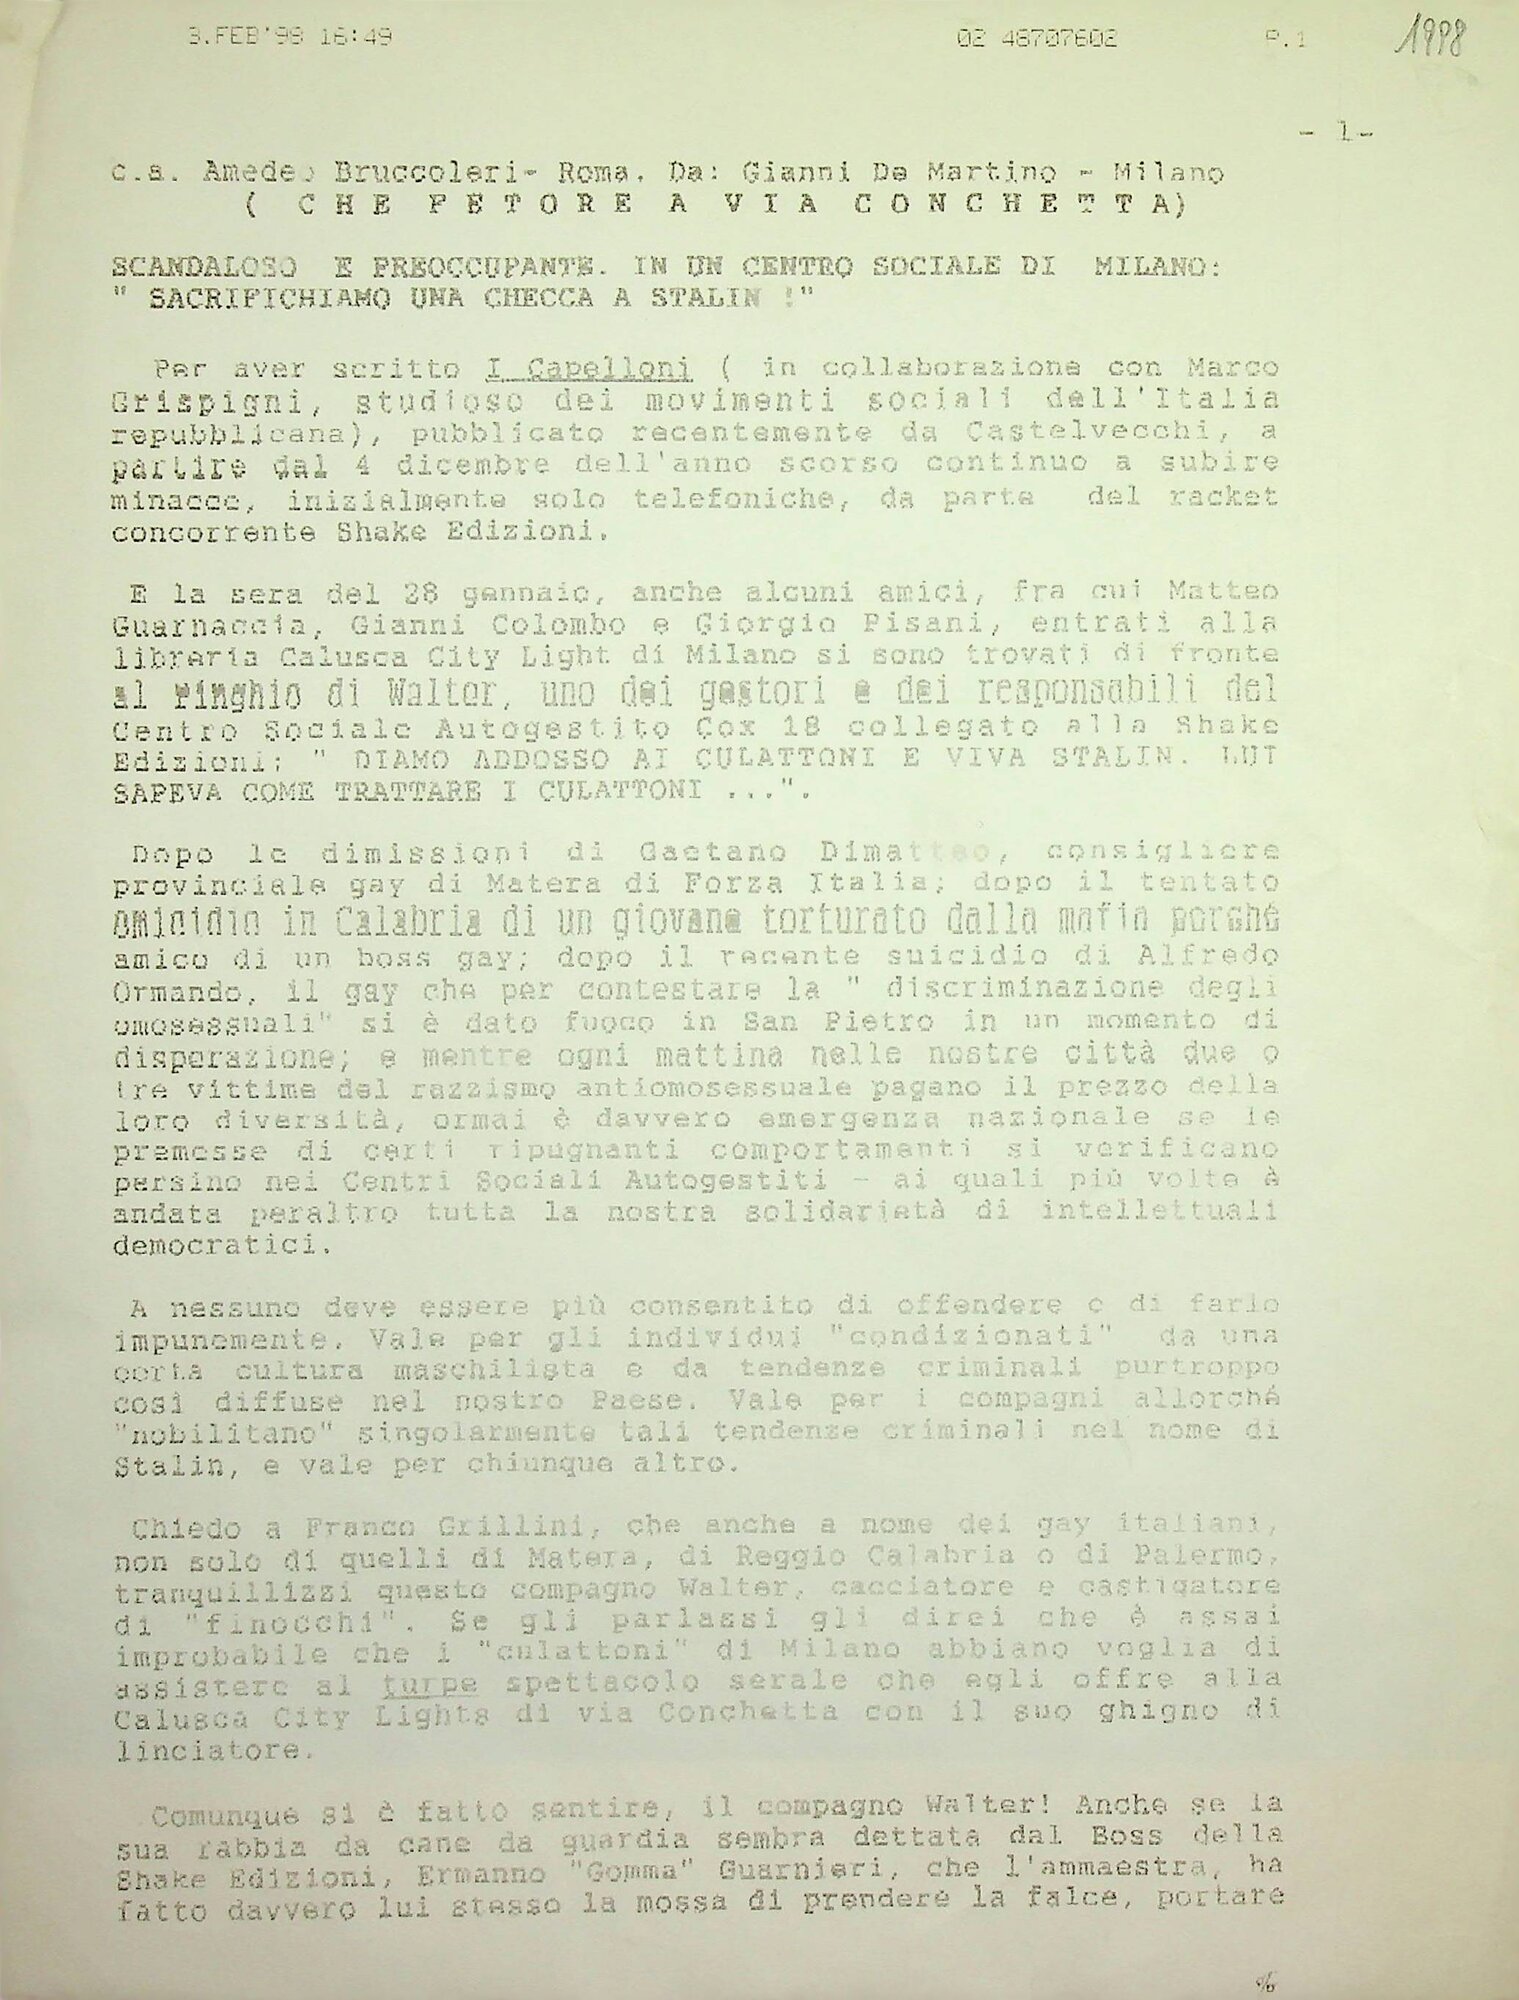 3.FEB'98 16:49 02 48707602 P.1 1998
- 1-
c.a. Amedeo Bruccoleri- Roma. Da: Gianni De Martino - Milano
( CHE FETORE A VIA CONCHETTA)
SCANDALOSO E PREOCCUPANTE. IN UN CENTRO SOCIALE DI MILANO:
" SACRIFICHIAMO UNA CHECCA A STALIN !"
Per aver scritto I Capelloni ( in collaborazione con Marco
Grispigni, studioso dei movimenti sociali dell'Italia
repubblicana), pubblicato recentemente da Castelvecchi, a
partire dal 4 dicembre dell'anno scorso continuo a subire
minacce, inizialmente solo telefoniche, da parte del racket
concorrente Shake Edizioni.
E la sera del 28 gennaio, anche alcuni amici, fra cui Matteo
Guarnaccia, Gianni Colombo e Giorgio Pisani, entrati alla
libreria Calusca City Light di Milano si sono trovati di fronte
al ringhio di Walter, uno dei gestori e dei responsabili del
Centro Sociale Autogestito Cox 18 collegato alla Shake
Edizioni: " DIAMO ADDOSSO AI CULATTONI E VIVA STALIN. LUI
SAPEVA COME TRATTARE I CULATTONI ...".
Dopo le dimissioni di Gaetano Dimatteo, consigliere
provinciale gay di Matera di Forza Italia; dopo il tentato
omicidio in Calabria di un giovane torturato dalla mafia perché
amico di un boss gay; dopo il recente suicidio di Alfredo
Ormando, il gay che per contestare la " discriminazione degli
omosessuali" si è dato fuoco in San Pietro in un momento di
disperazione; e mentre ogni mattina nelle nostre città due o
tre vittime del razzismo antiomosessuale pagano il prezzo della
loro diversità, ormai è davvero emergenza nazionale se le
premesse di certi ripugnanti comportamenti si verificano
persino nei Centri Sociali Autogestiti - ai quali più volte è
andata peraltro tutta la nostra solidarietà di intellettuali
democratici.
A nessuno deve essere più consentito di offendere o di farlo
impunemente. Vale per gli individui "condizionati" da una
certa cultura maschilista e da tendenze criminali purtroppo
così diffuse nel nostro Paese. Vale per i compagni allorché
"nobilitano" singolarmente tali tendenze criminali nel nome di
Stalin, e vale per chiunque altro.
Chiedo a Franco Grillini, che anche a nome dei gay italiani,
non solo di quelli di Matera, di Reggio Calabria o di Palermo,
tranquillizzi questo compagno Walter, cacciatore e castigatore
di "finocchi". Se gli parlassi gli direi che è assai
improbabile che i "culattoni" di Milano abbiano voglia di
assistere al turpe spettacolo serale che egli offre alla
Calusca City Lights di via Conchetta con il suo ghigno di
linciatore.
Comunque si è fatto sentire, il compagno Walter! Anche se la
sua rabbia da cane da guardia sembra dettata dal Boss della
Shake Edizioni, Ermanno "Gomma" Guarnieri, che l'ammaestra, ha
fatto davvero lui stesso la mossa di prendere la falce, portare
%